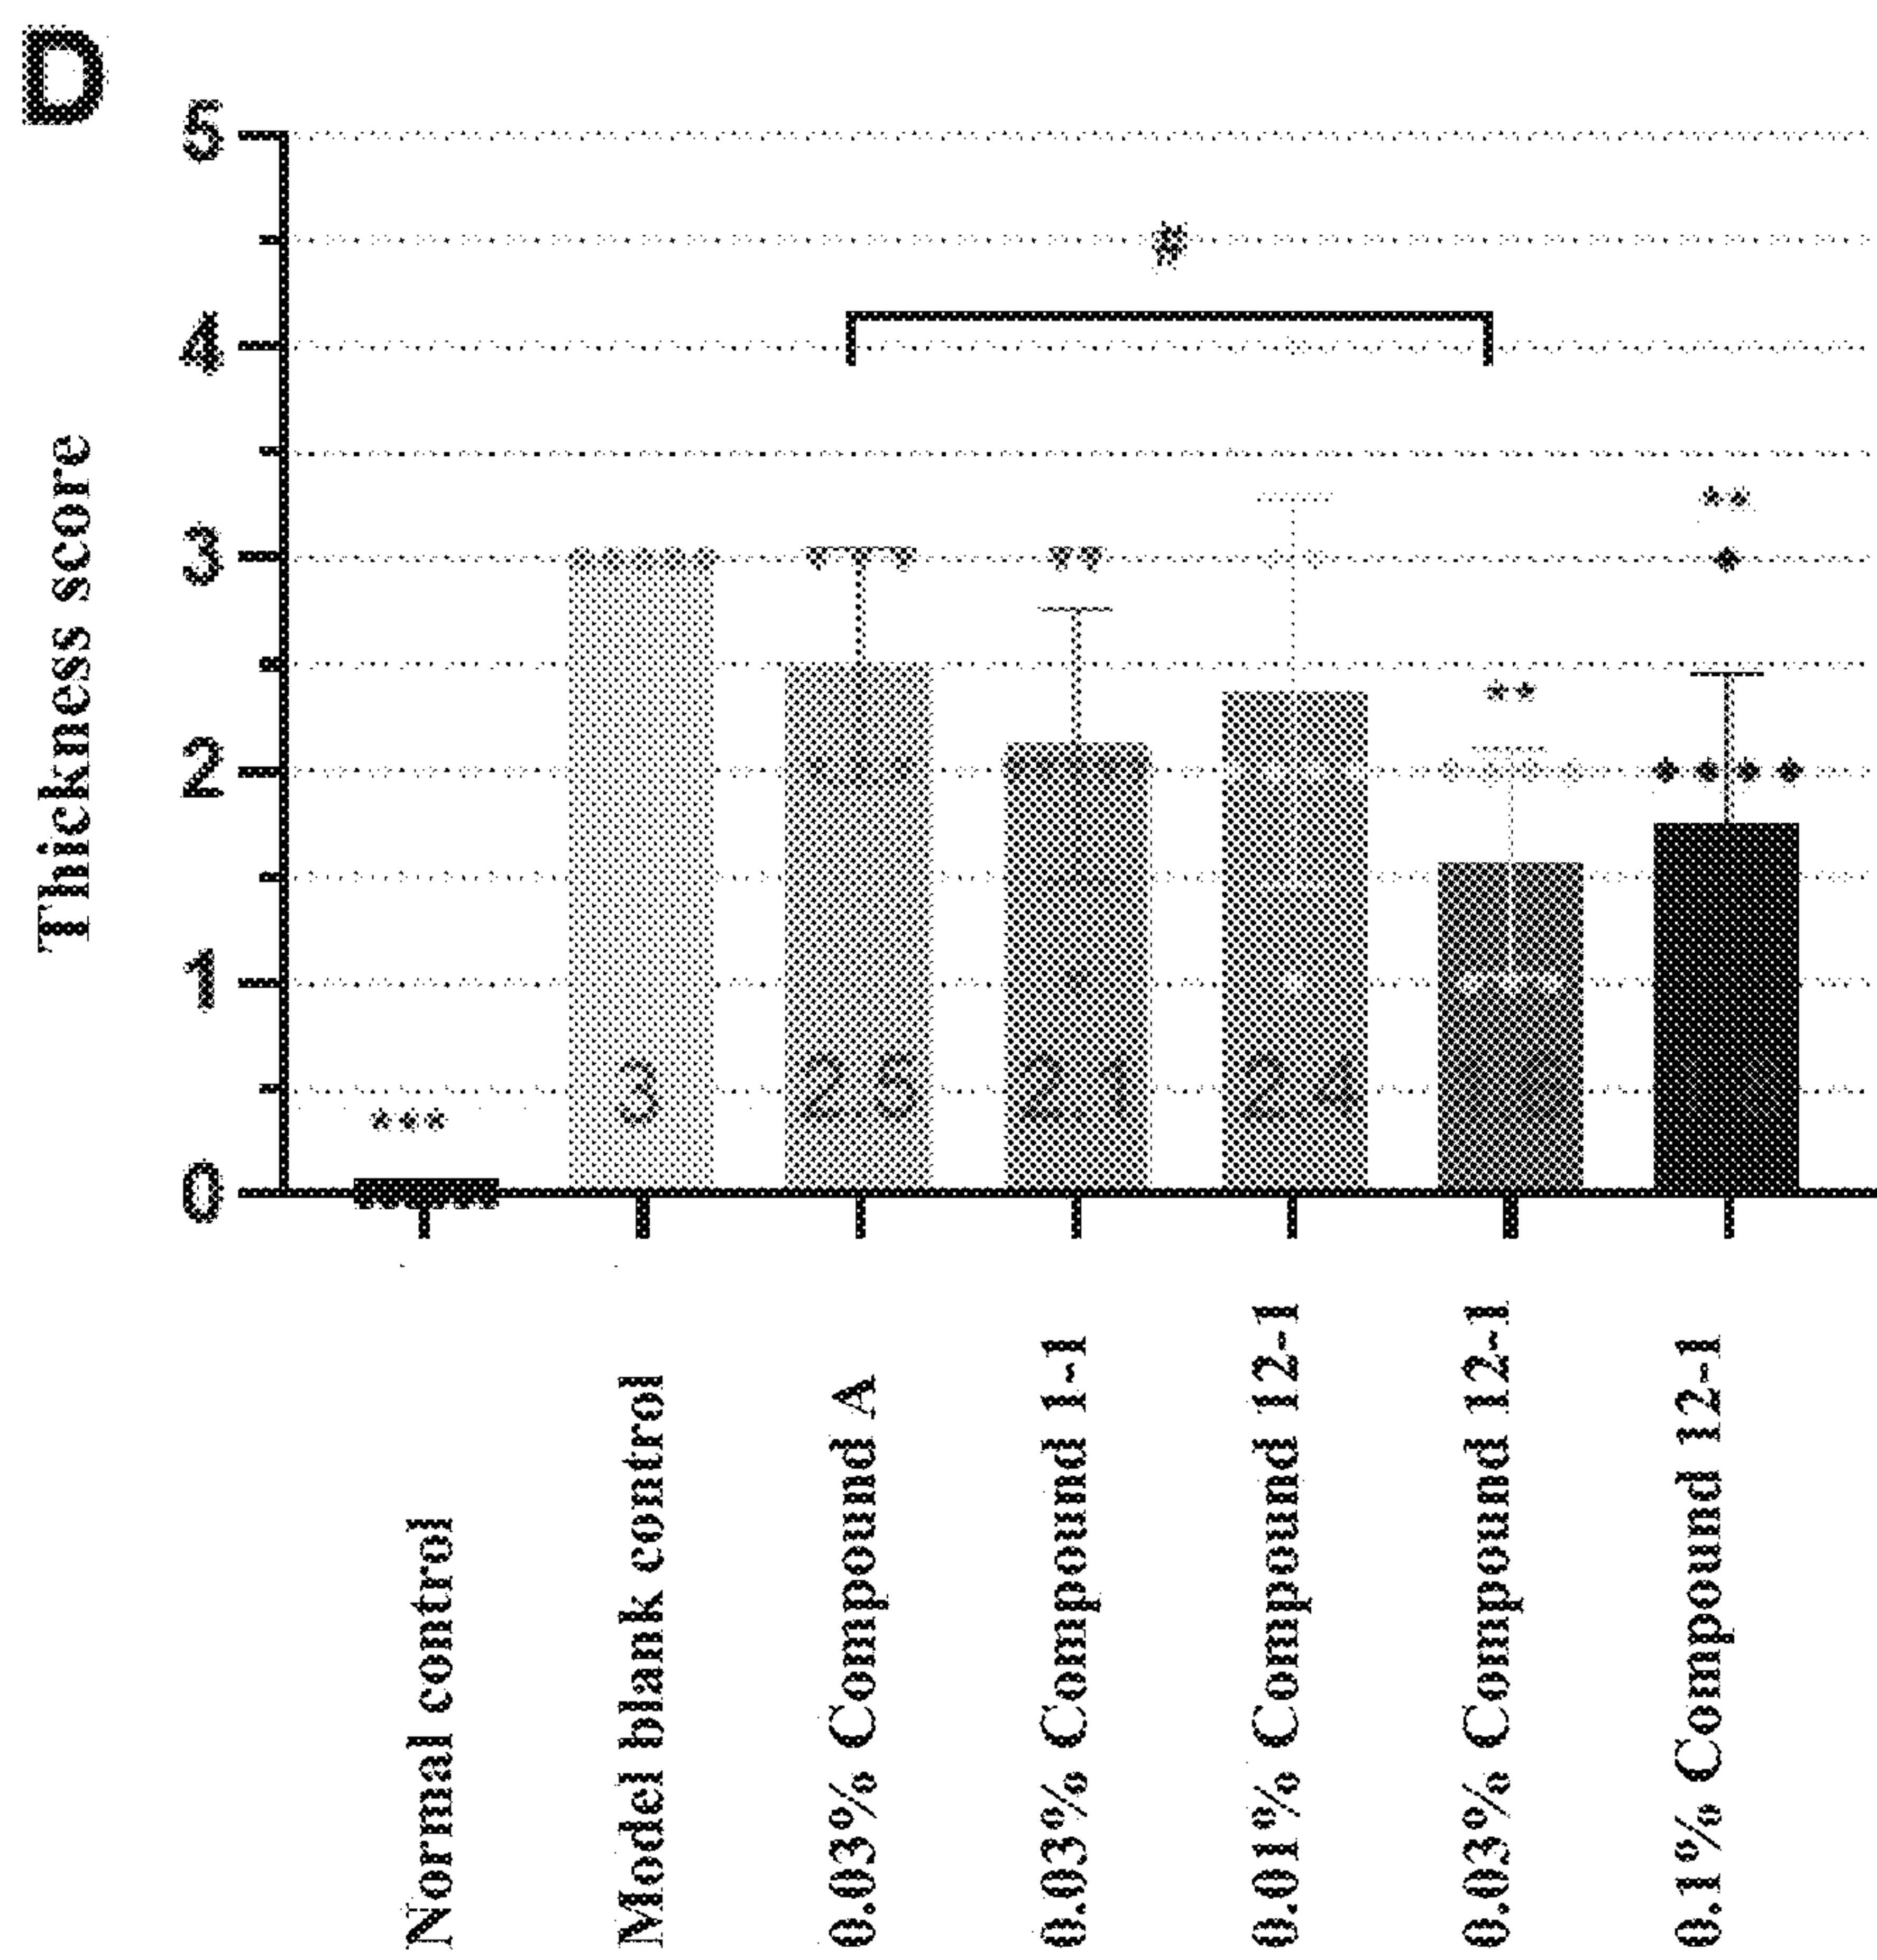 D
Thickness score
5
4
3
2
1
0
*
***
**
**
3
2.5
2.1
2.4
Normal control
Model blank control
0.03% Compound A
0.03% Compound 1-1
0.01% Compound 12-1
0.03% Compound 12-1
0.1% Compound 12-1